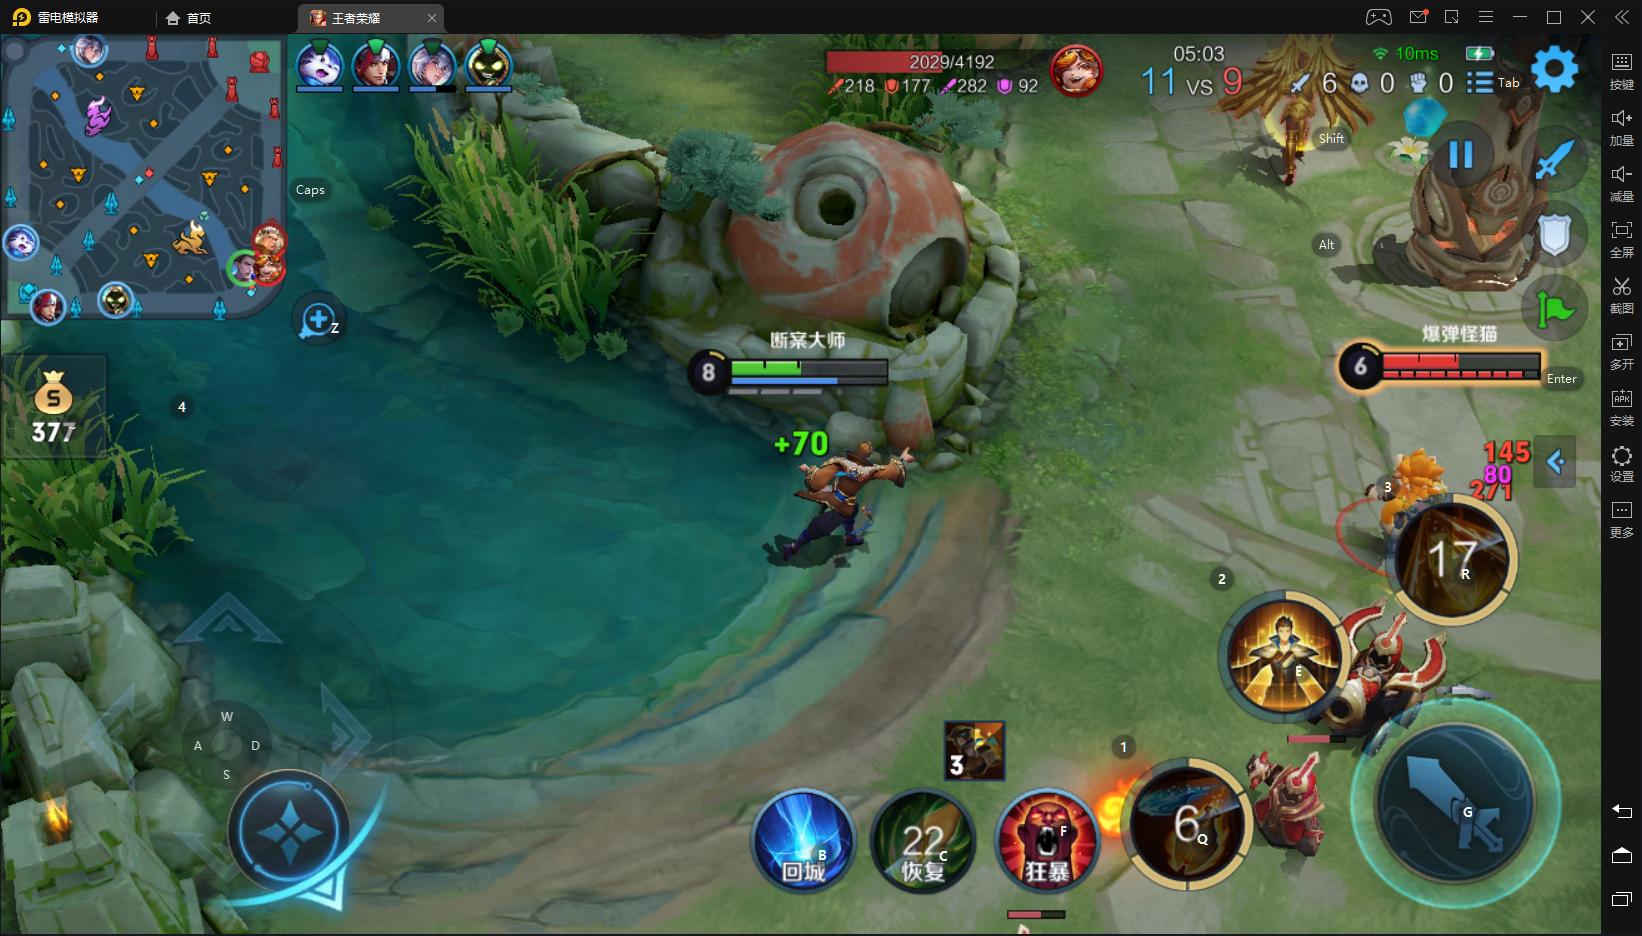 雷电模拟器
首页
王者荣耀
2029/4192
218 177 282 92
05:03
11 VS 9
10ms
6 0 0
Tab
Shift
Caps
Alt
Z
按键
加量
减量
全屏
截图
多开
安装
设置
更多
APK
断案大师
8
爆弹怪猫
6
Enter
S
377
4
+70
145
80
271
3
17
R
2
E
W
A D
S
1
3
回城
B
22
恢复
C
狂暴
F
6
Q
G